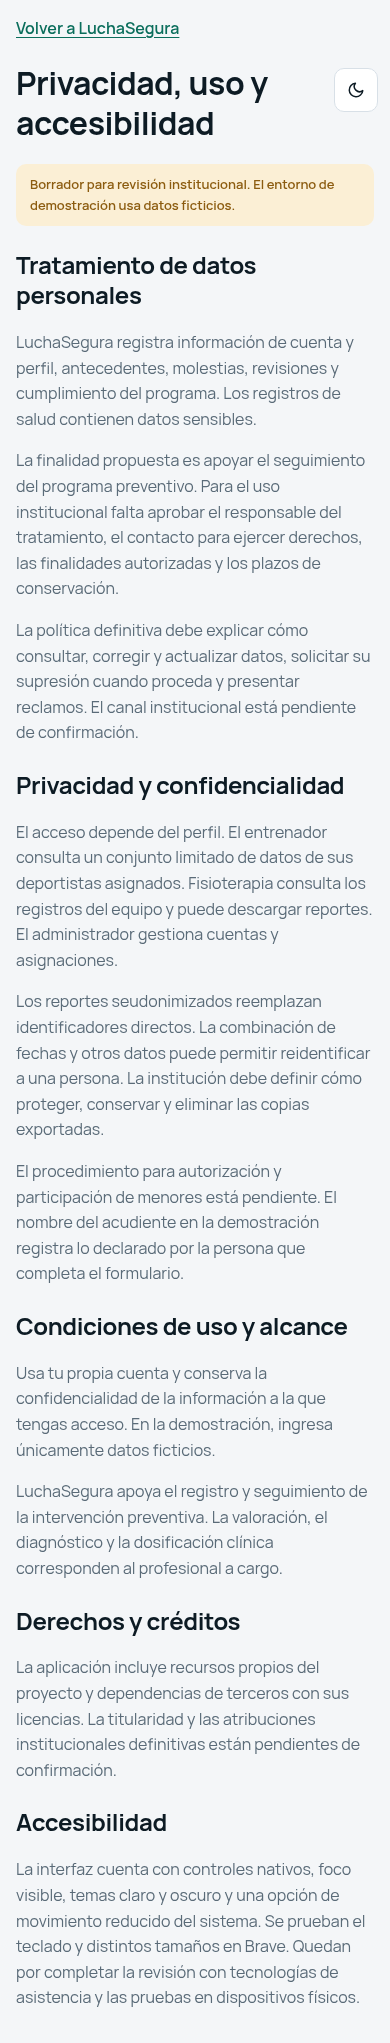 Volver a LuchaSegura
Privacidad, uso y
accesibilidad
Borrador para revisión institucional. El entorno de
demostración usa datos ficticios.
Tratamiento de datos
personales
LuchaSegura registra información de cuenta y
perfil, antecedentes, molestias, revisiones y
cumplimiento del programa. Los registros de
salud contienen datos sensibles.
La finalidad propuesta es apoyar el seguimiento
del programa preventivo. Para el uso
institucional falta aprobar el responsable del
tratamiento, el contacto para ejercer derechos,
las finalidades autorizadas y los plazos de
conservación.
La política definitiva debe explicar cómo
consultar, corregir y actualizar datos, solicitar su
supresión cuando proceda y presentar
reclamos. El canal institucional está pendiente
de confirmación.
Privacidad y confidencialidad
El acceso depende del perfil. El entrenador
consulta un conjunto limitado de datos de sus
deportistas asignados. Fisioterapia consulta los
registros del equipo y puede descargar reportes.
El administrador gestiona cuentas y
asignaciones.
Los reportes seudonimizados reemplazan
identificadores directos. La combinación de
fechas y otros datos puede permitir reidentificar
a una persona. La institución debe definir cómo
proteger, conservar y eliminar las copias
exportadas.
El procedimiento para autorización y
participación de menores está pendiente. El
nombre del acudiente en la demostración
registra lo declarado por la persona que
completa el formulario.
Condiciones de uso y alcance
Usa tu propia cuenta y conserva la
confidencialidad de la información a la que
tengas acceso. En la demostración, ingresa
únicamente datos ficticios.
LuchaSegura apoya el registro y seguimiento de
la intervención preventiva. La valoración, el
diagnóstico y la dosificación clínica
corresponden al profesional a cargo.
Derechos y créditos
La aplicación incluye recursos propios del
proyecto y dependencias de terceros con sus
licencias. La titularidad y las atribuciones
institucionales definitivas están pendientes de
confirmación.
Accesibilidad
La interfaz cuenta con controles nativos, foco
visible, temas claro y oscuro y una opción de
movimiento reducido del sistema. Se prueban el
teclado y distintos tamaños en Brave. Quedan
por completar la revisión con tecnologías de
asistencia y las pruebas en dispositivos físicos.